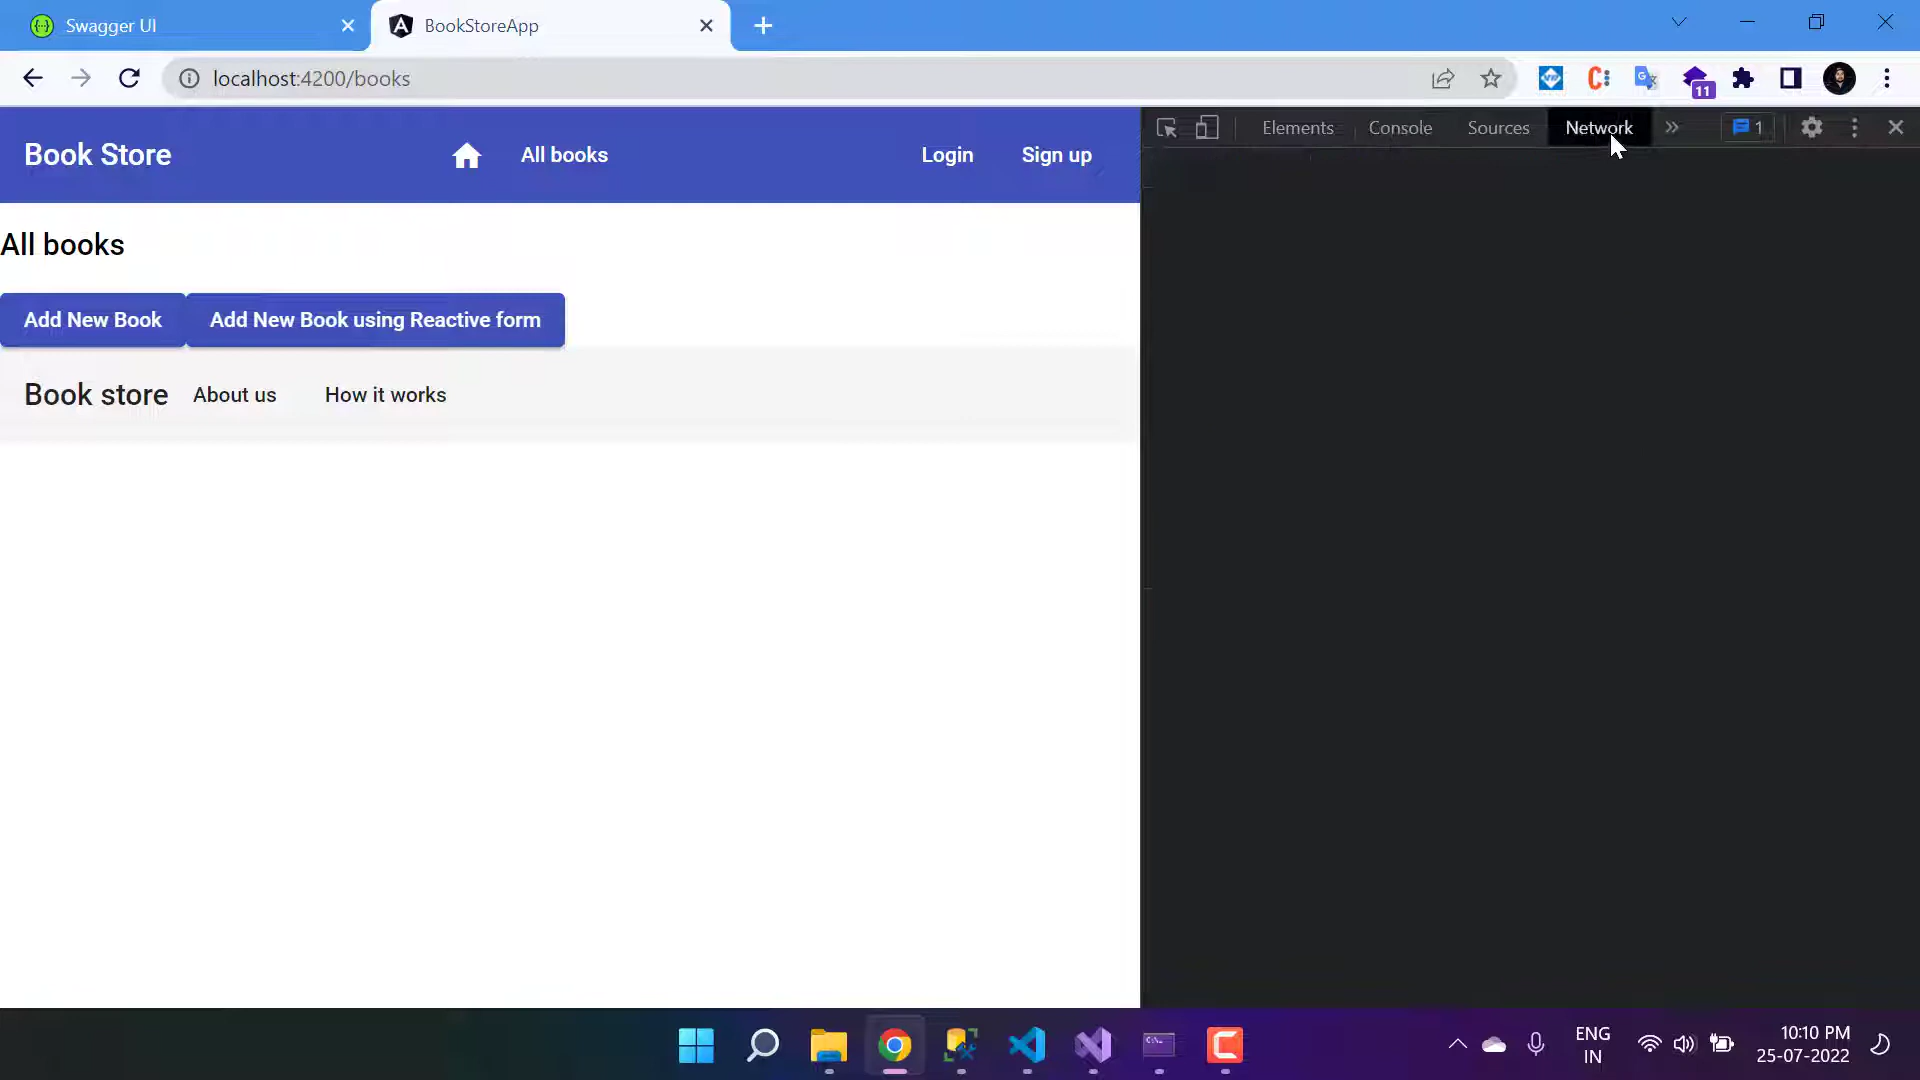 Swagger UI
BookStoreApp
localhost:4200/books
11
Book Store
All books
Login
Sign up
Elements
Console
Sources
Network
1
All books
Add New Book
Add New Book using Reactive form
Book store
About us
How it works
ENG
IN
10:10 PM
25-07-2022